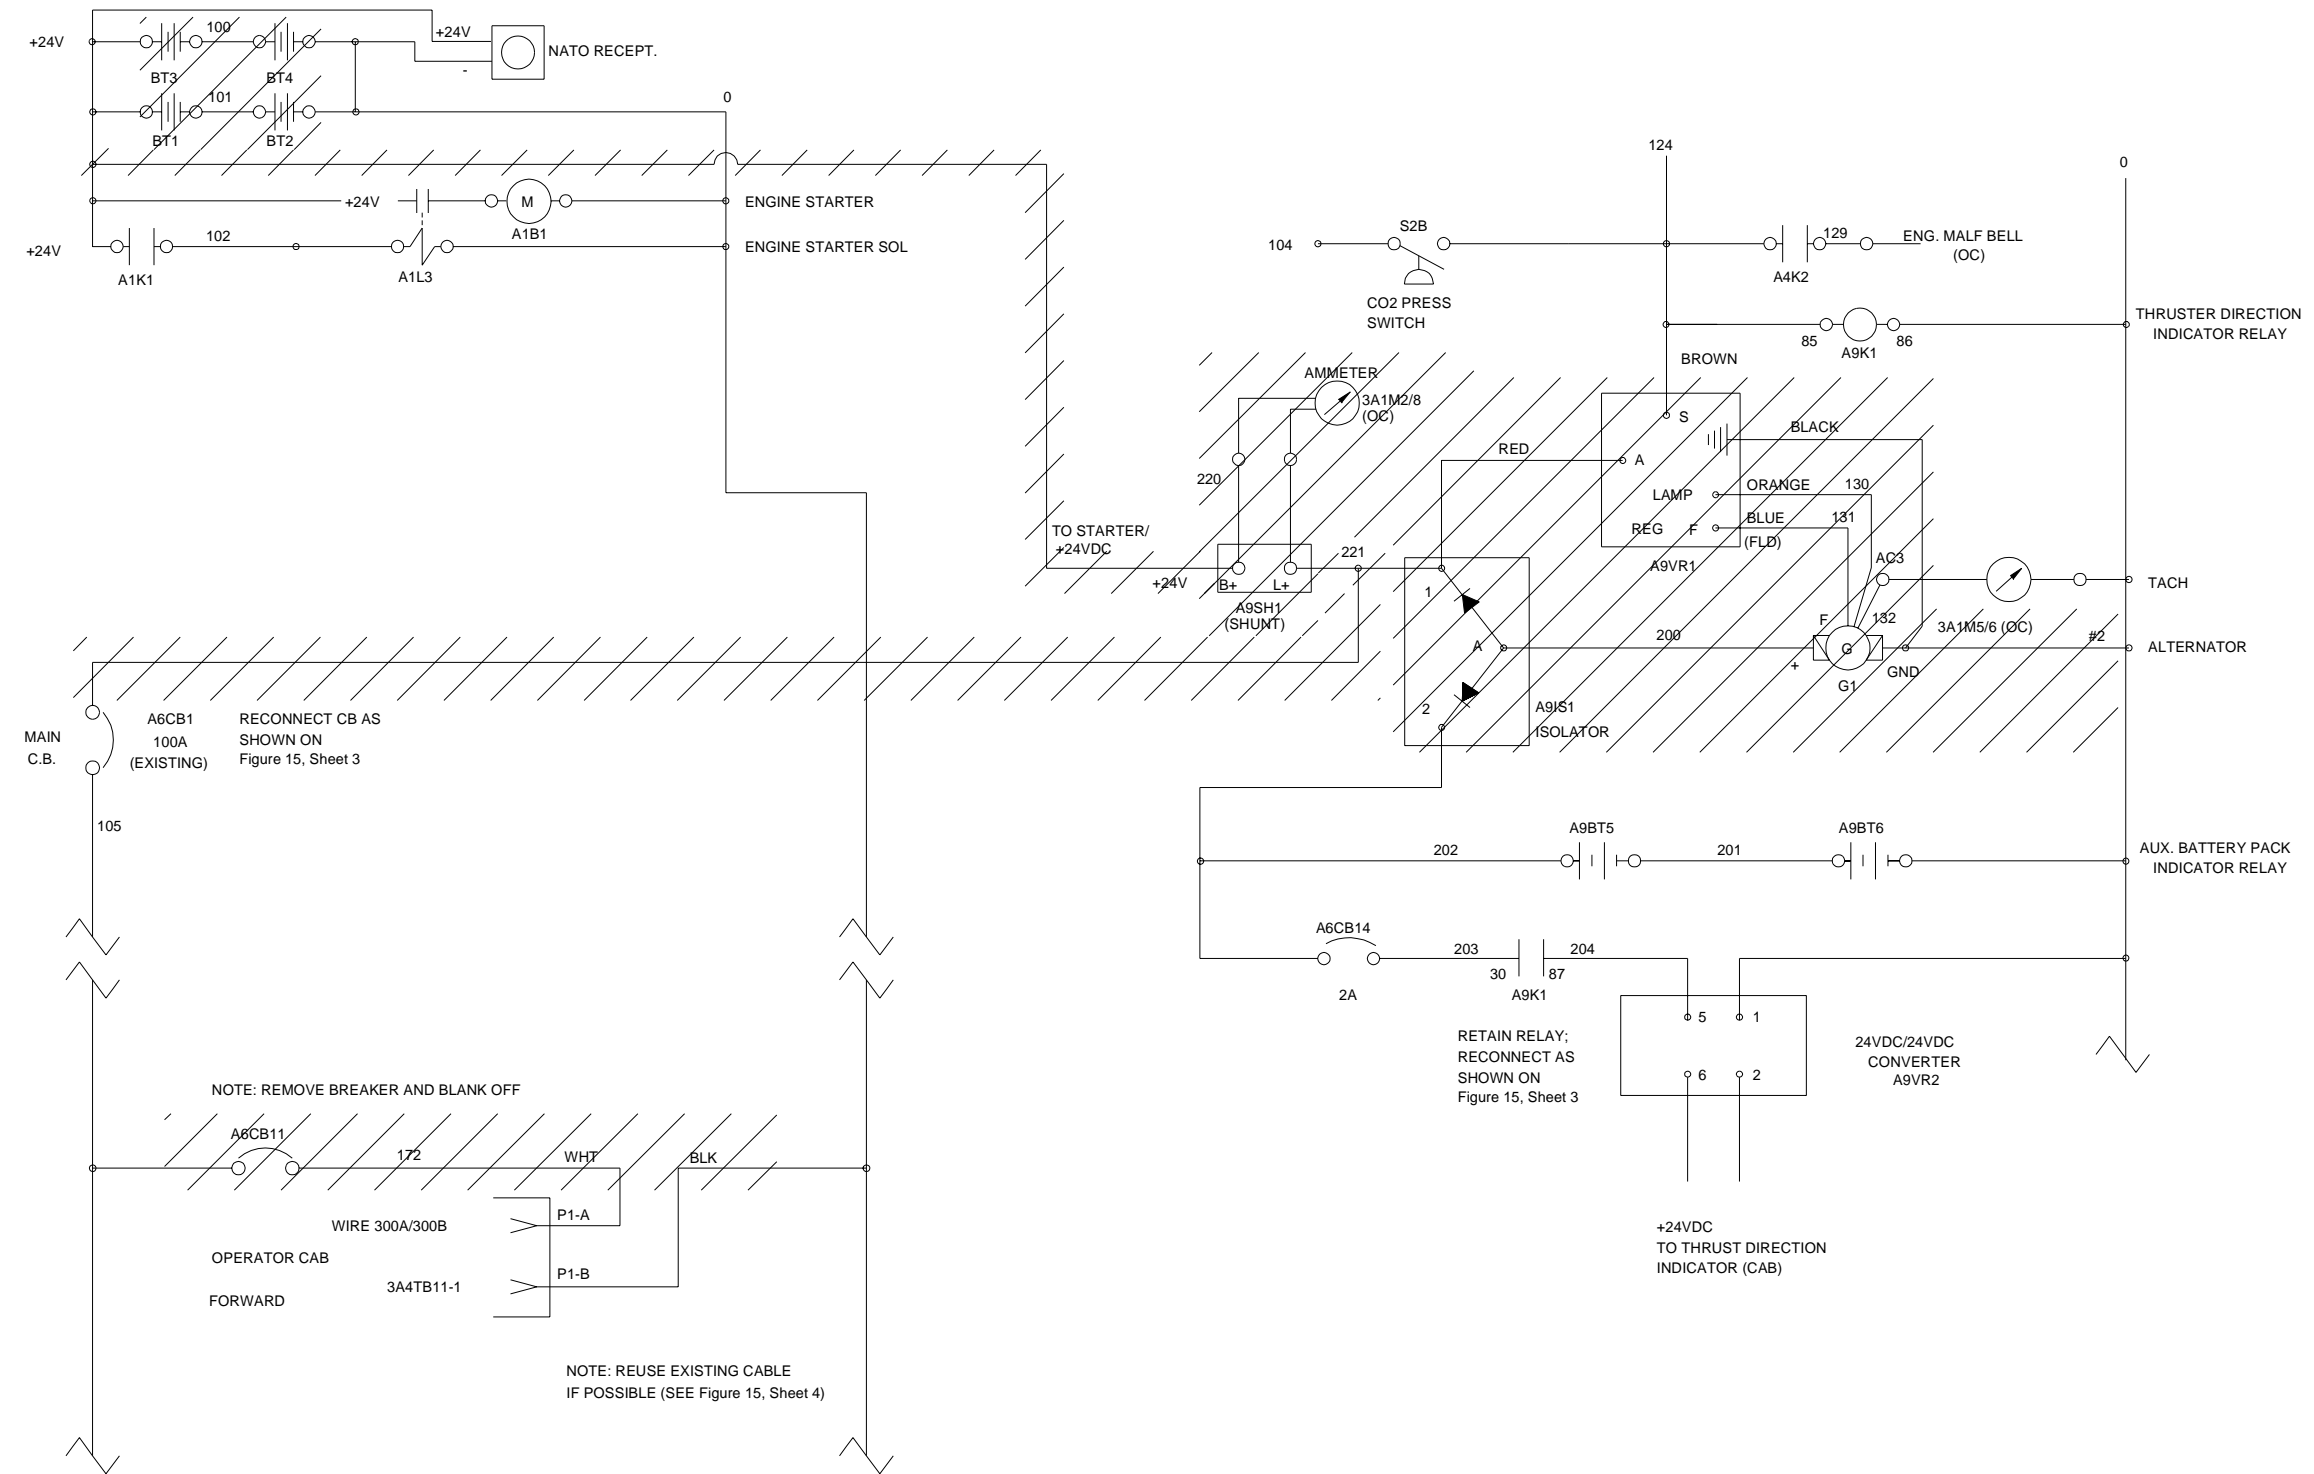 +24V
100
+24V
-
NATO RECEPT.
BT3
BT4
101
BT1
BT2
0
+24V
M
A1B1
ENGINE STARTER
+24V
A1K1
102
A1L3
ENGINE STARTER SOL
124
0
104
S2B
CO2 PRESS
SWITCH
129
A4K2
ENG. MALF BELL
(OC)
85
A9K1
86
THRUSTER DIRECTION
INDICATOR RELAY
BROWN
AMMETER
3A1M2/8
(OC)
220
S
BLACK
RED
A
LAMP
ORANGE
130
REG
F
BLUE
131
(FLD)
A9VR1
TO STARTER/
+24VDC
+24V
B+
L+
221
A9SH1
(SHUNT)
1
A
2
A9IS1
ISOLATOR
200
AC3
F
132
+
G
G1
GND
3A1M5/6 (OC)
#2
TACH
ALTERNATOR
MAIN
C.B.
A6CB1
100A
(EXISTING)
RECONNECT CB AS
SHOWN ON
Figure 15, Sheet 3
105
202
A9BT5
201
A9BT6
AUX. BATTERY PACK
INDICATOR RELAY
A6CB14
2A
203
30
87
204
A9K1
RETAIN RELAY;
RECONNECT AS
SHOWN ON
Figure 15, Sheet 3
5
1
6
2
24VDC/24VDC
CONVERTER
A9VR2
+24VDC
TO THRUST DIRECTION
INDICATOR (CAB)
NOTE: REMOVE BREAKER AND BLANK OFF
A6CB11
172
WHT
BLK
WIRE 300A/300B
P1-A
OPERATOR CAB
3A4TB11-1
P1-B
FORWARD
NOTE: REUSE EXISTING CABLE
IF POSSIBLE (SEE Figure 15, Sheet 4)